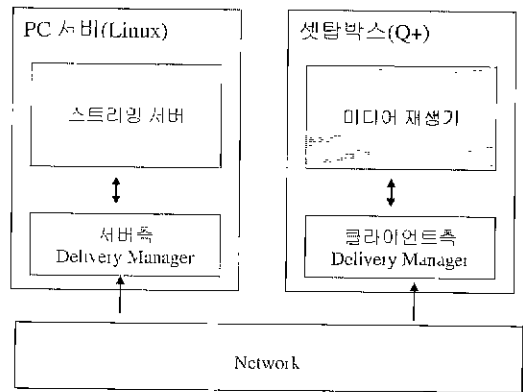 PC 서버(Linux)
스트리밍 서버
서버측
Delivery Manager
셋탑박스(Q+)
미디어 재생기
클라이언트측
Delivery Manager
Network